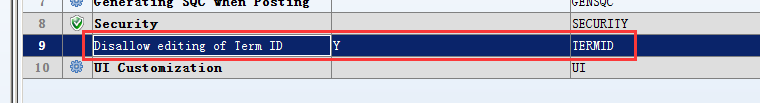 7 Generating SQC when Posting GENSQC
8 Security SECURITY
9 Disallow editing of Term ID Y TERMID
10 UI Customization UI